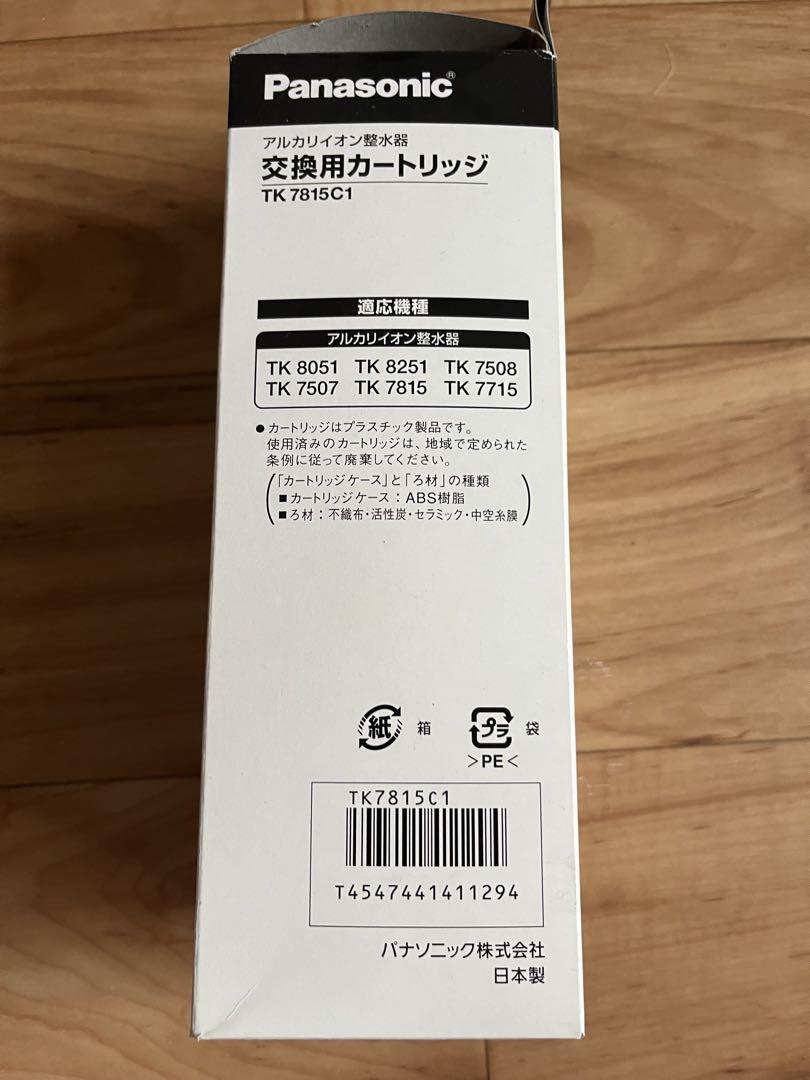 Panasonic®
アルカリイオン整水器
交換用カートリッジ
TK 7815C1
適応機種
アルカリイオン整水器
TK 8051 TK 8251 TK 7508
TK 7507 TK 7815 TK 7715
●カートリッジはプラスチック製品です。
使用済みのカートリッジは、地域で定められた
条例に従って廃棄してください。
(「カートリッジケース」と「ろ材」の種類
■カートリッジケース：ABS樹脂
■ろ材：不織布・活性炭・セラミック・中空糸膜)
紙 箱 プラ 袋
>PE<
TK7815C1
T4547441411294
パナソニック株式会社
日本製